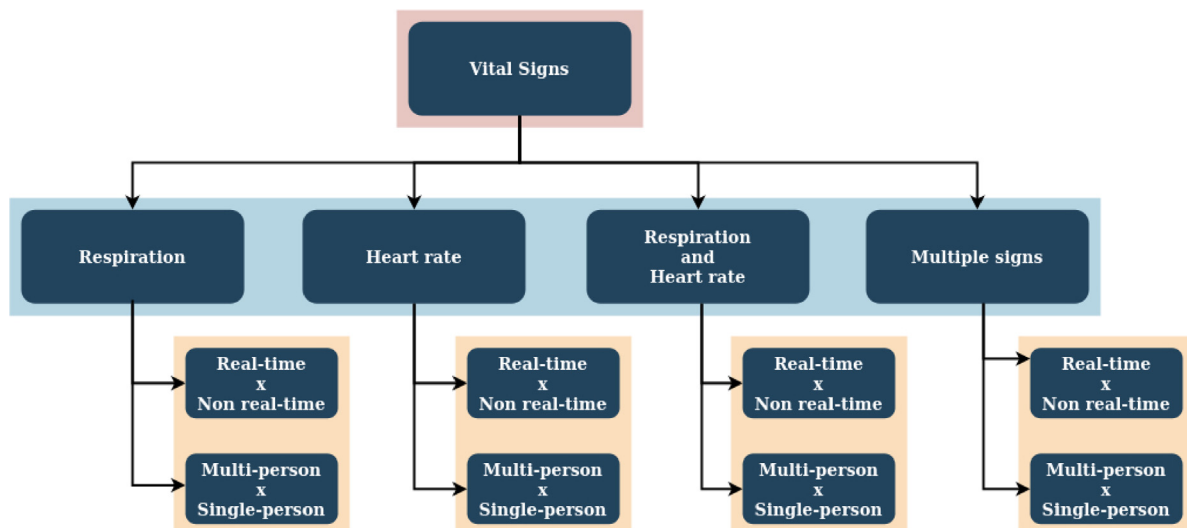 Vital Signs
Respiration
Heart rate
Respiration
and
Heart rate
Multiple signs
Real-time
x
Non real-time
Multi-person
x
Single-person
Real-time
x
Non real-time
Multi-person
x
Single-person
Real-time
x
Non real-time
Multi-person
x
Single-person
Real-time
x
Non real-time
Multi-person
x
Single-person